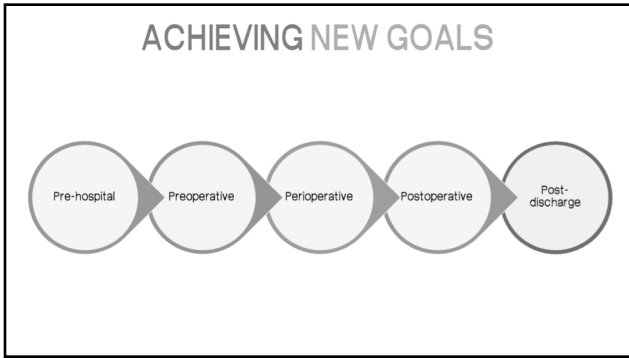 ACHIEVING NEW GOALS
Pre-hospital
Preoperative
Perioperative
Postoperative
Post-
discharge